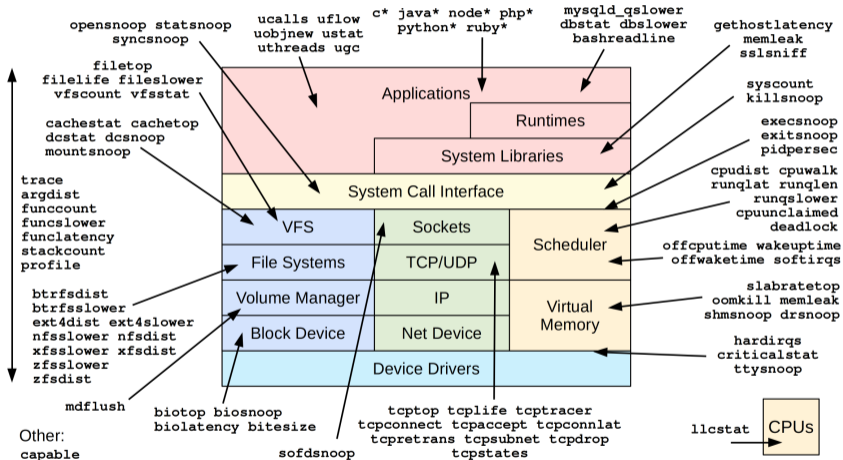 opensnoop statsnoop
syncsnoop
ucalls uflow
uobjnew ustat
uthreads ugc
c* java* node* php*
python* ruby*
mysqld_qslower
dbstat dbslower
bashreadline
gethostlatency
memleak
sslsniff
filetop
filelife fileslower
vfscount vfsstat
syscount
killsnoop
cachestat cachetop
dcstat dcsnoop
mountsnoop
execsnoop
exitsnoop
pidpersec
trace
argdist
funccount
funcslower
funclatency
stackcount
profile
cpudist cpuwalk
runqlat runqlen
runqslower
cpuunclaimed
deadlock
offcputime wakeuptime
offwaketime softirqs
btrfsdist
btrfsslower
ext4dist ext4slower
nfsslower nfsdist
xfsslower xfsdist
zfsslower
zfsdist
slabratetop
oomkill memleak
shmsnoop drsnoop
hardirqs
criticalstat
ttysnoop
Applications
Runtimes
System Libraries
System Call Interface
VFS
Sockets
Scheduler
File Systems
TCP/UDP
Volume Manager
IP
Virtual
Memory
Block Device
Net Device
Device Drivers
mdflush
biotop biosnoop
biolatency bitesize
sofdsnoop
tcptop tcplife tcptracer
tcpconnect tcpaccept tcpconnlat
tcpretrans tcpsubnet tcpdrop
tcpstates
llcstat
CPUs
Other:
capable